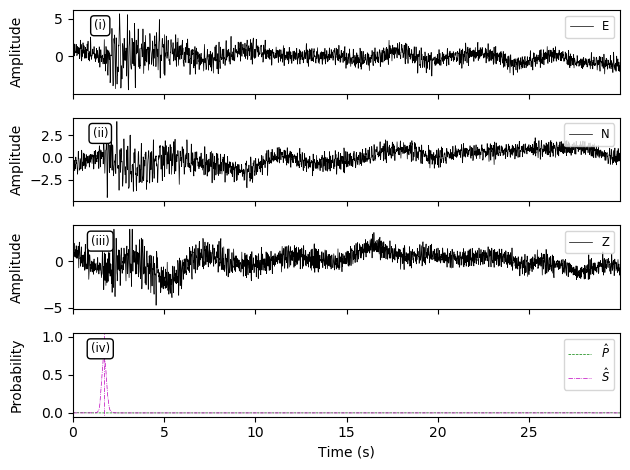 5
0
Amplitude
(i)
E
2.5
0.0
−2.5
Amplitude
(ii)
N
0
−5
Amplitude
(iii)
Z
1.0
0.5
0.0
Probability
(iv)
P̂
Ŝ
0 5 10 15 20 25
Time (s)